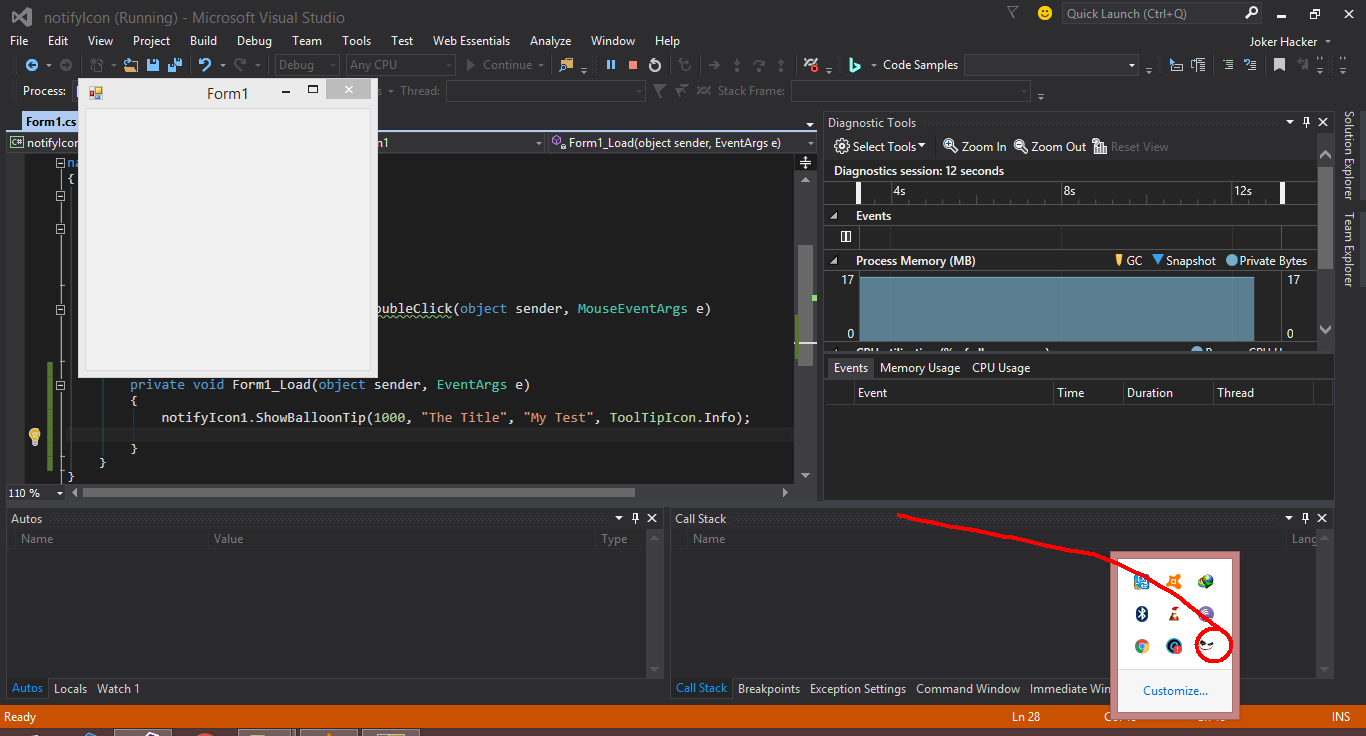 notifyIcon (Running) - Microsoft Visual Studio
Quick Launch (Ctrl+Q)
File Edit View Project Build Debug Team Tools Test Web Essentials Analyze Window Help
Joker Hacker
Debug Any CPU Continue Code Samples
Process: Thread: Stack Frame:
Form1
Form1.cs
C# notifyIcon
Form1_Load(object sender, EventArgs e)
{
oubleClick(object sender, MouseEventArgs e)
private void Form1_Load(object sender, EventArgs e)
{
notifyIcon1.ShowBalloonTip(1000, "The Title", "My Test", ToolTipIcon.Info);
}
}
}
110 %
Diagnostic Tools
Select Tools Zoom In Zoom Out Reset View
Diagnostics session: 12 seconds
4s 8s 12s
Events
Process Memory (MB) GC Snapshot Private Bytes
17 17
0 0
Events Memory Usage CPU Usage
Event Time Duration Thread
Solution Explorer
Team Explorer
Autos
Name Value Type
Autos Locals Watch 1
Call Stack
Name Lang
Call Stack Breakpoints Exception Settings Command Window Immediate Win
Customize...
Ready Ln 28 INS